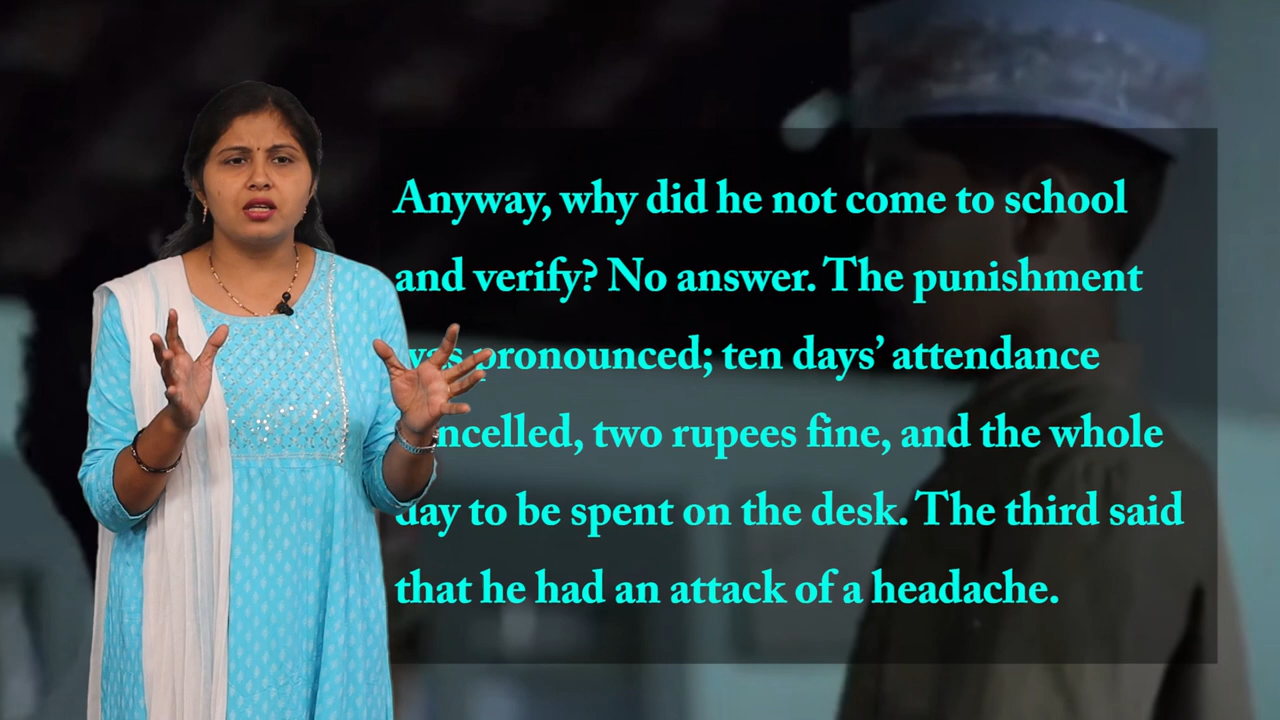 Anyway, why did he not come to school
and verify? No answer. The punishment
was pronounced; ten days’ attendance
cancelled, two rupees fine, and the whole
day to be spent on the desk. The third said
that he had an attack of a headache.